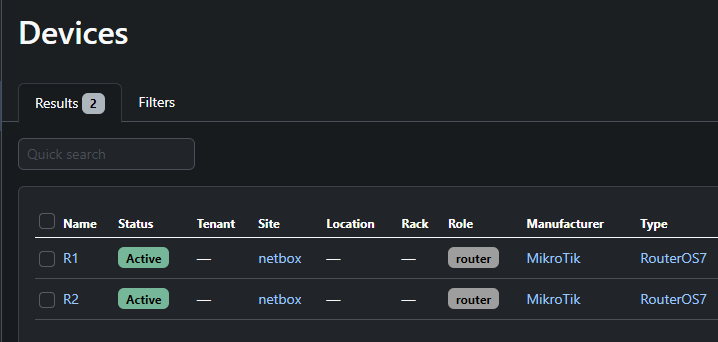 Devices
Results 2 Filters
Quick search
Name Status Tenant Site Location Rack Role Manufacturer Type
R1 Active — netbox — — router MikroTik RouterOS7
R2 Active — netbox — — router MikroTik RouterOS7